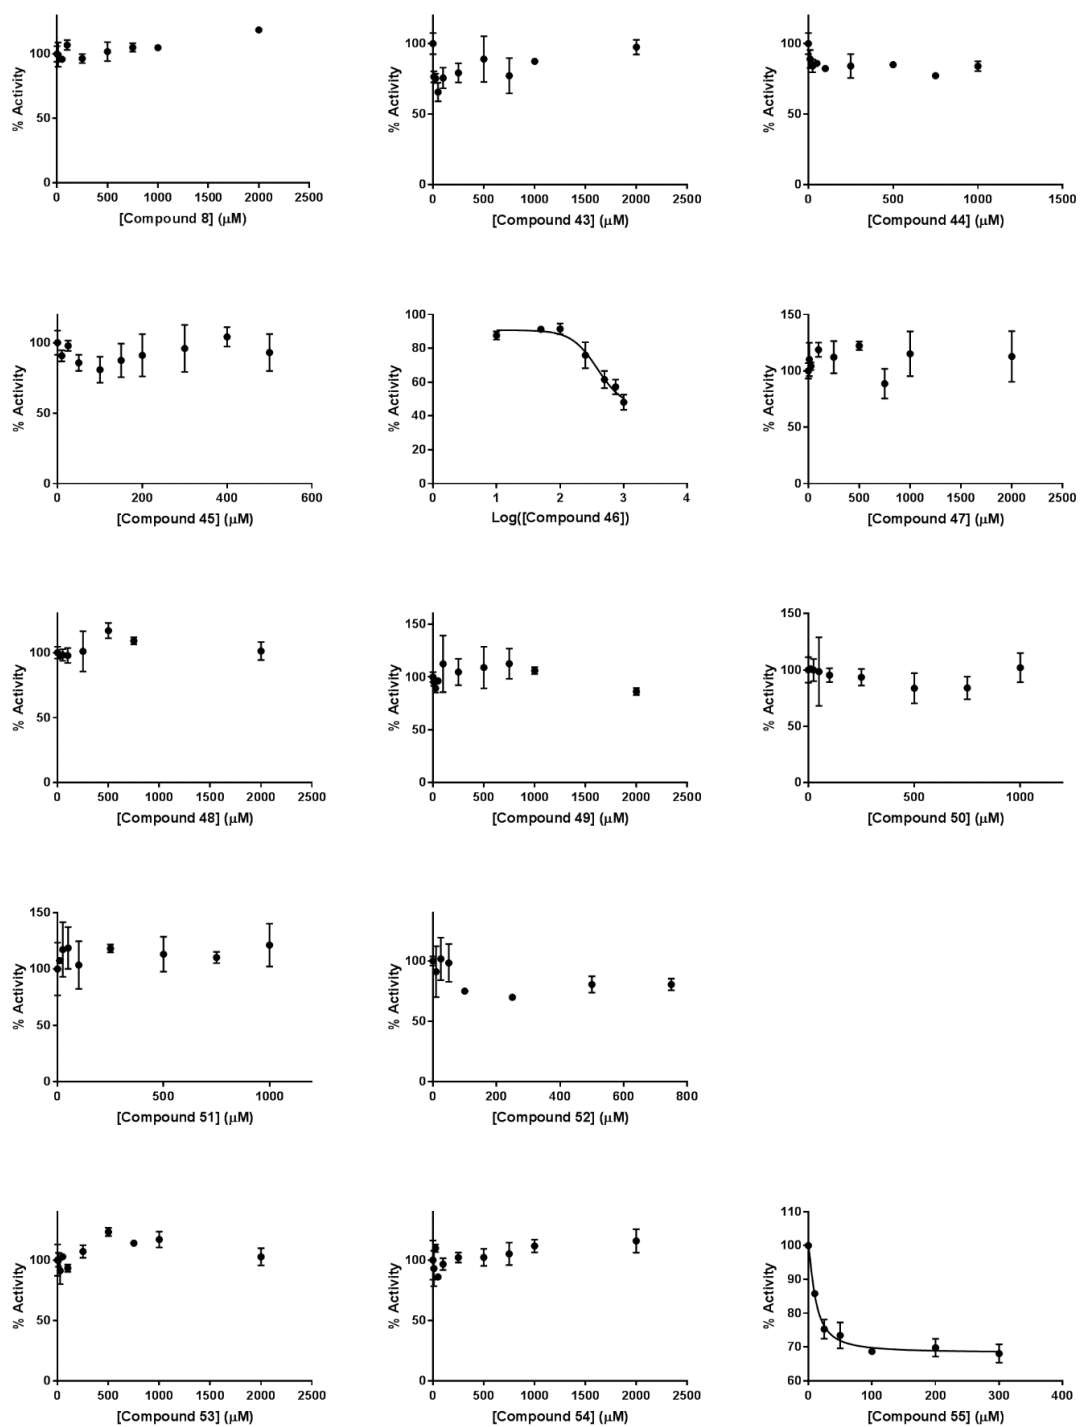 % Activity
100
50
0
0 500 1000 1500 2000 2500
[Compound 8] (μM)
% Activity
100
50
0
0 500 1000 1500 2000 2500
[Compound 43] (μM)
% Activity
100
50
0
0 500 1000 1500
[Compound 44] (μM)
% Activity
100
50
0
0 200 400 600
[Compound 45] (μM)
% Activity
100
80
60
40
20
0
0 1 2 3 4
Log([Compound 46])
% Activity
150
100
50
0
0 500 1000 1500 2000 2500
[Compound 47] (μM)
% Activity
100
50
0
0 500 1000 1500 2000 2500
[Compound 48] (μM)
% Activity
150
100
50
0
0 500 1000 1500 2000 2500
[Compound 49] (μM)
% Activity
150
100
50
0
0 500 1000
[Compound 50] (μM)
% Activity
150
100
50
0
0 500 1000
[Compound 51] (μM)
% Activity
100
50
0
0 200 400 600 800
[Compound 52] (μM)
% Activity
100
50
0
0 500 1000 1500 2000 2500
[Compound 53] (μM)
% Activity
100
50
0
0 500 1000 1500 2000 2500
[Compound 54] (μM)
% Activity
110
100
90
80
70
60
0 100 200 300 400
[Compound 55] (μM)